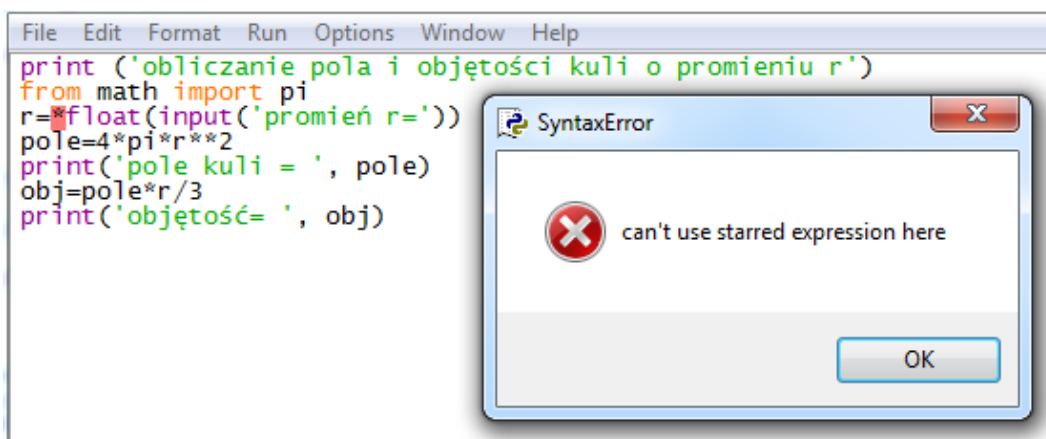 File Edit Format Run Options Window Help
print ('obliczanie pola i objętości kuli o promieniu r')
from math import pi
r=*float(input('promień r='))
pole=4*pi*r**2
print('pole kuli = ', pole)
obj=pole*r/3
print('objętość= ', obj)
SyntaxError
can't use starred expression here
OK